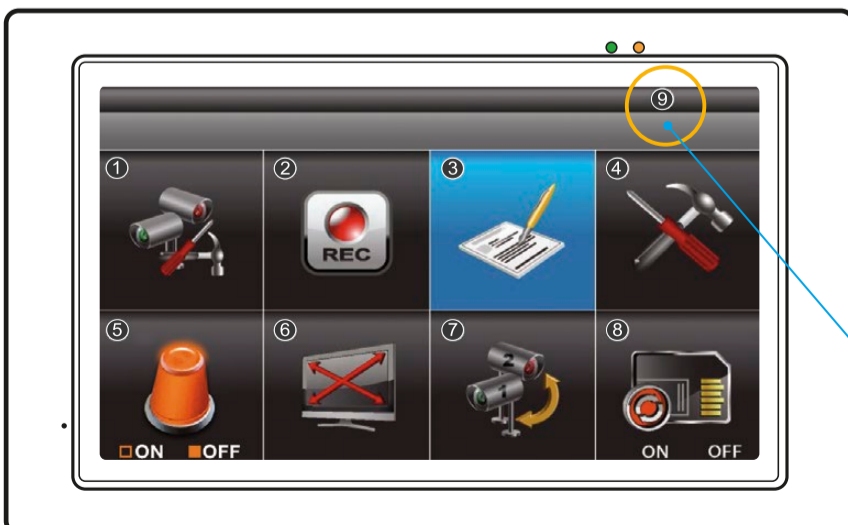 ⑨
① ② ③ ④
REC
⑤ ⑥ ⑦ ⑧
2
1
□ON ■OFF ON OFF